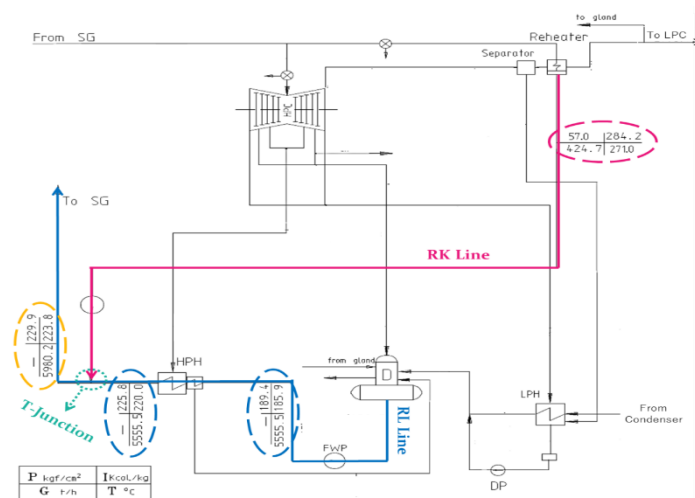 to gland
From SG
Reheater
To LPC
Separator
HPC
57.0 284.2
424.7 271.0
To SG
RK Line
229.9
— 223.8
5980.2
HPH
from gland
D
T-Junction
225.8
— 220.0
5555.5
189.4
— 185.9
5555.5
RL Line
LPH
From
Condenser
FWP
DP
P kgf/cm² I Kcal/kg
G t/h T °C